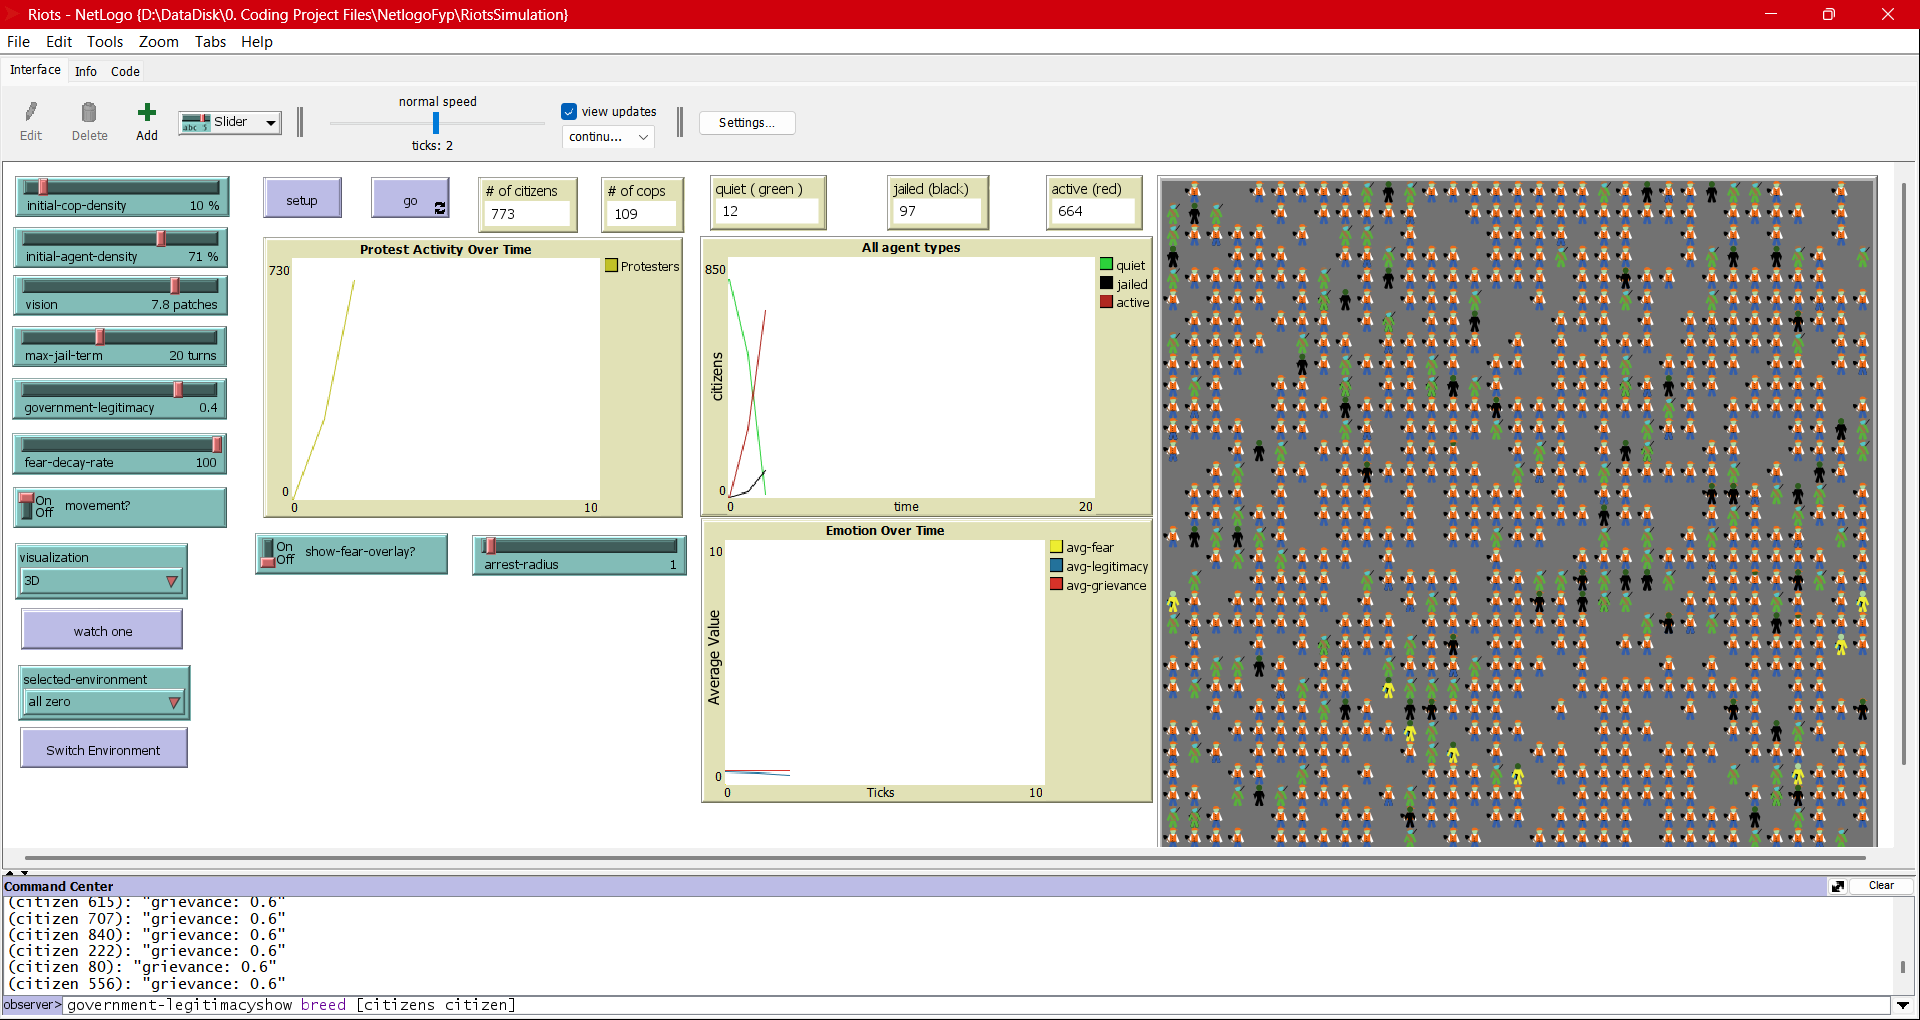 Riots - NetLogo {D:\DataDisk\0. Coding Project Files\NetlogoFyp\RiotsSimulation}
File Edit Tools Zoom Tabs Help
Interface Info Code
Edit Delete Add abc 5 Slider
normal speed
ticks: 2
view updates
continu...
Settings...
initial-cop-density 10 %
initial-agent-density 71 %
vision 7.8 patches
max-jail-term 20 turns
government-legitimacy 0.4
fear-decay-rate 100
On
Off
movement?
visualization
3D
watch one
selected-environment
all zero
Switch Environment
setup
go
# of citizens
773
# of cops
109
quiet ( green )
12
jailed (black)
97
active (red)
664
Protest Activity Over Time
730
0
0 10
Protesters
On
Off
show-fear-overlay?
arrest-radius 1
All agent types
850
citizens
0
0 time 20
quiet
jailed
active
Emotion Over Time
10
Average Value
0
0 Ticks 10
avg-fear
avg-legitimacy
avg-grievance
Command Center
Clear
(citizen 615): "grievance: 0.6"
(citizen 707): "grievance: 0.6"
(citizen 840): "grievance: 0.6"
(citizen 222): "grievance: 0.6"
(citizen 80): "grievance: 0.6"
(citizen 556): "grievance: 0.6"
observer> government-legitimacyshow breed [citizens citizen]